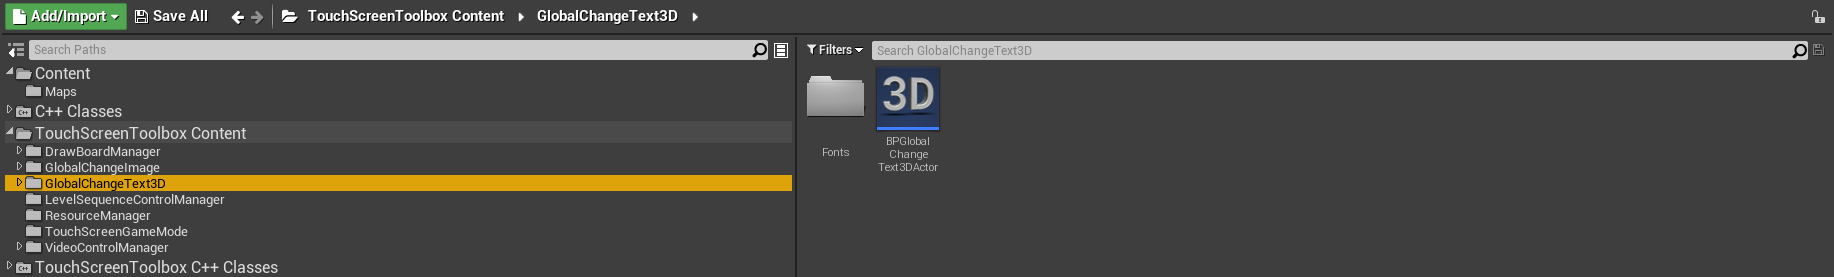 Add/Import Save All TouchScreenToolbox Content GlobalChangeText3D
Search Paths
Content
Maps
C++ Classes
TouchScreenToolbox Content
DrawBoardManager
GlobalChangeImage
GlobalChangeText3D
LevelSequenceControlManager
ResourceManager
TouchScreenGameMode
VideoControlManager
TouchScreenToolbox C++ Classes
Filters Search GlobalChangeText3D
Fonts
3D
BPGlobal
Change
Text3DActor